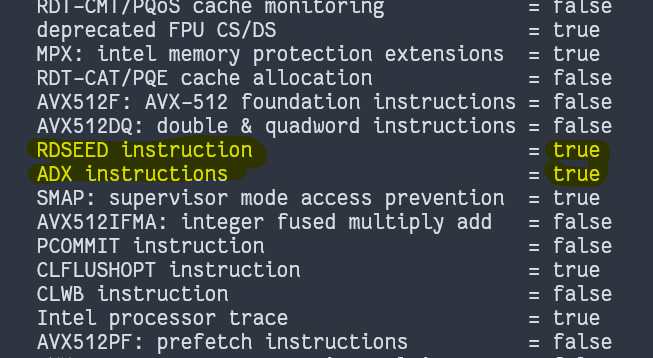 RDT-CMT/PQoS cache monitoring = false
deprecated FPU CS/DS = true
MPX: intel memory protection extensions = true
RDT-CAT/PQE cache allocation = false
AVX512F: AVX-512 foundation instructions = false
AVX512DQ: double & quadword instructions = false
RDSEED instruction = true
ADX instructions = true
SMAP: supervisor mode access prevention = true
AVX512IFMA: integer fused multiply add = false
PCOMMIT instruction = false
CLFLUSHOPT instruction = true
CLWB instruction = false
Intel processor trace = true
AVX512PF: prefetch instructions = false